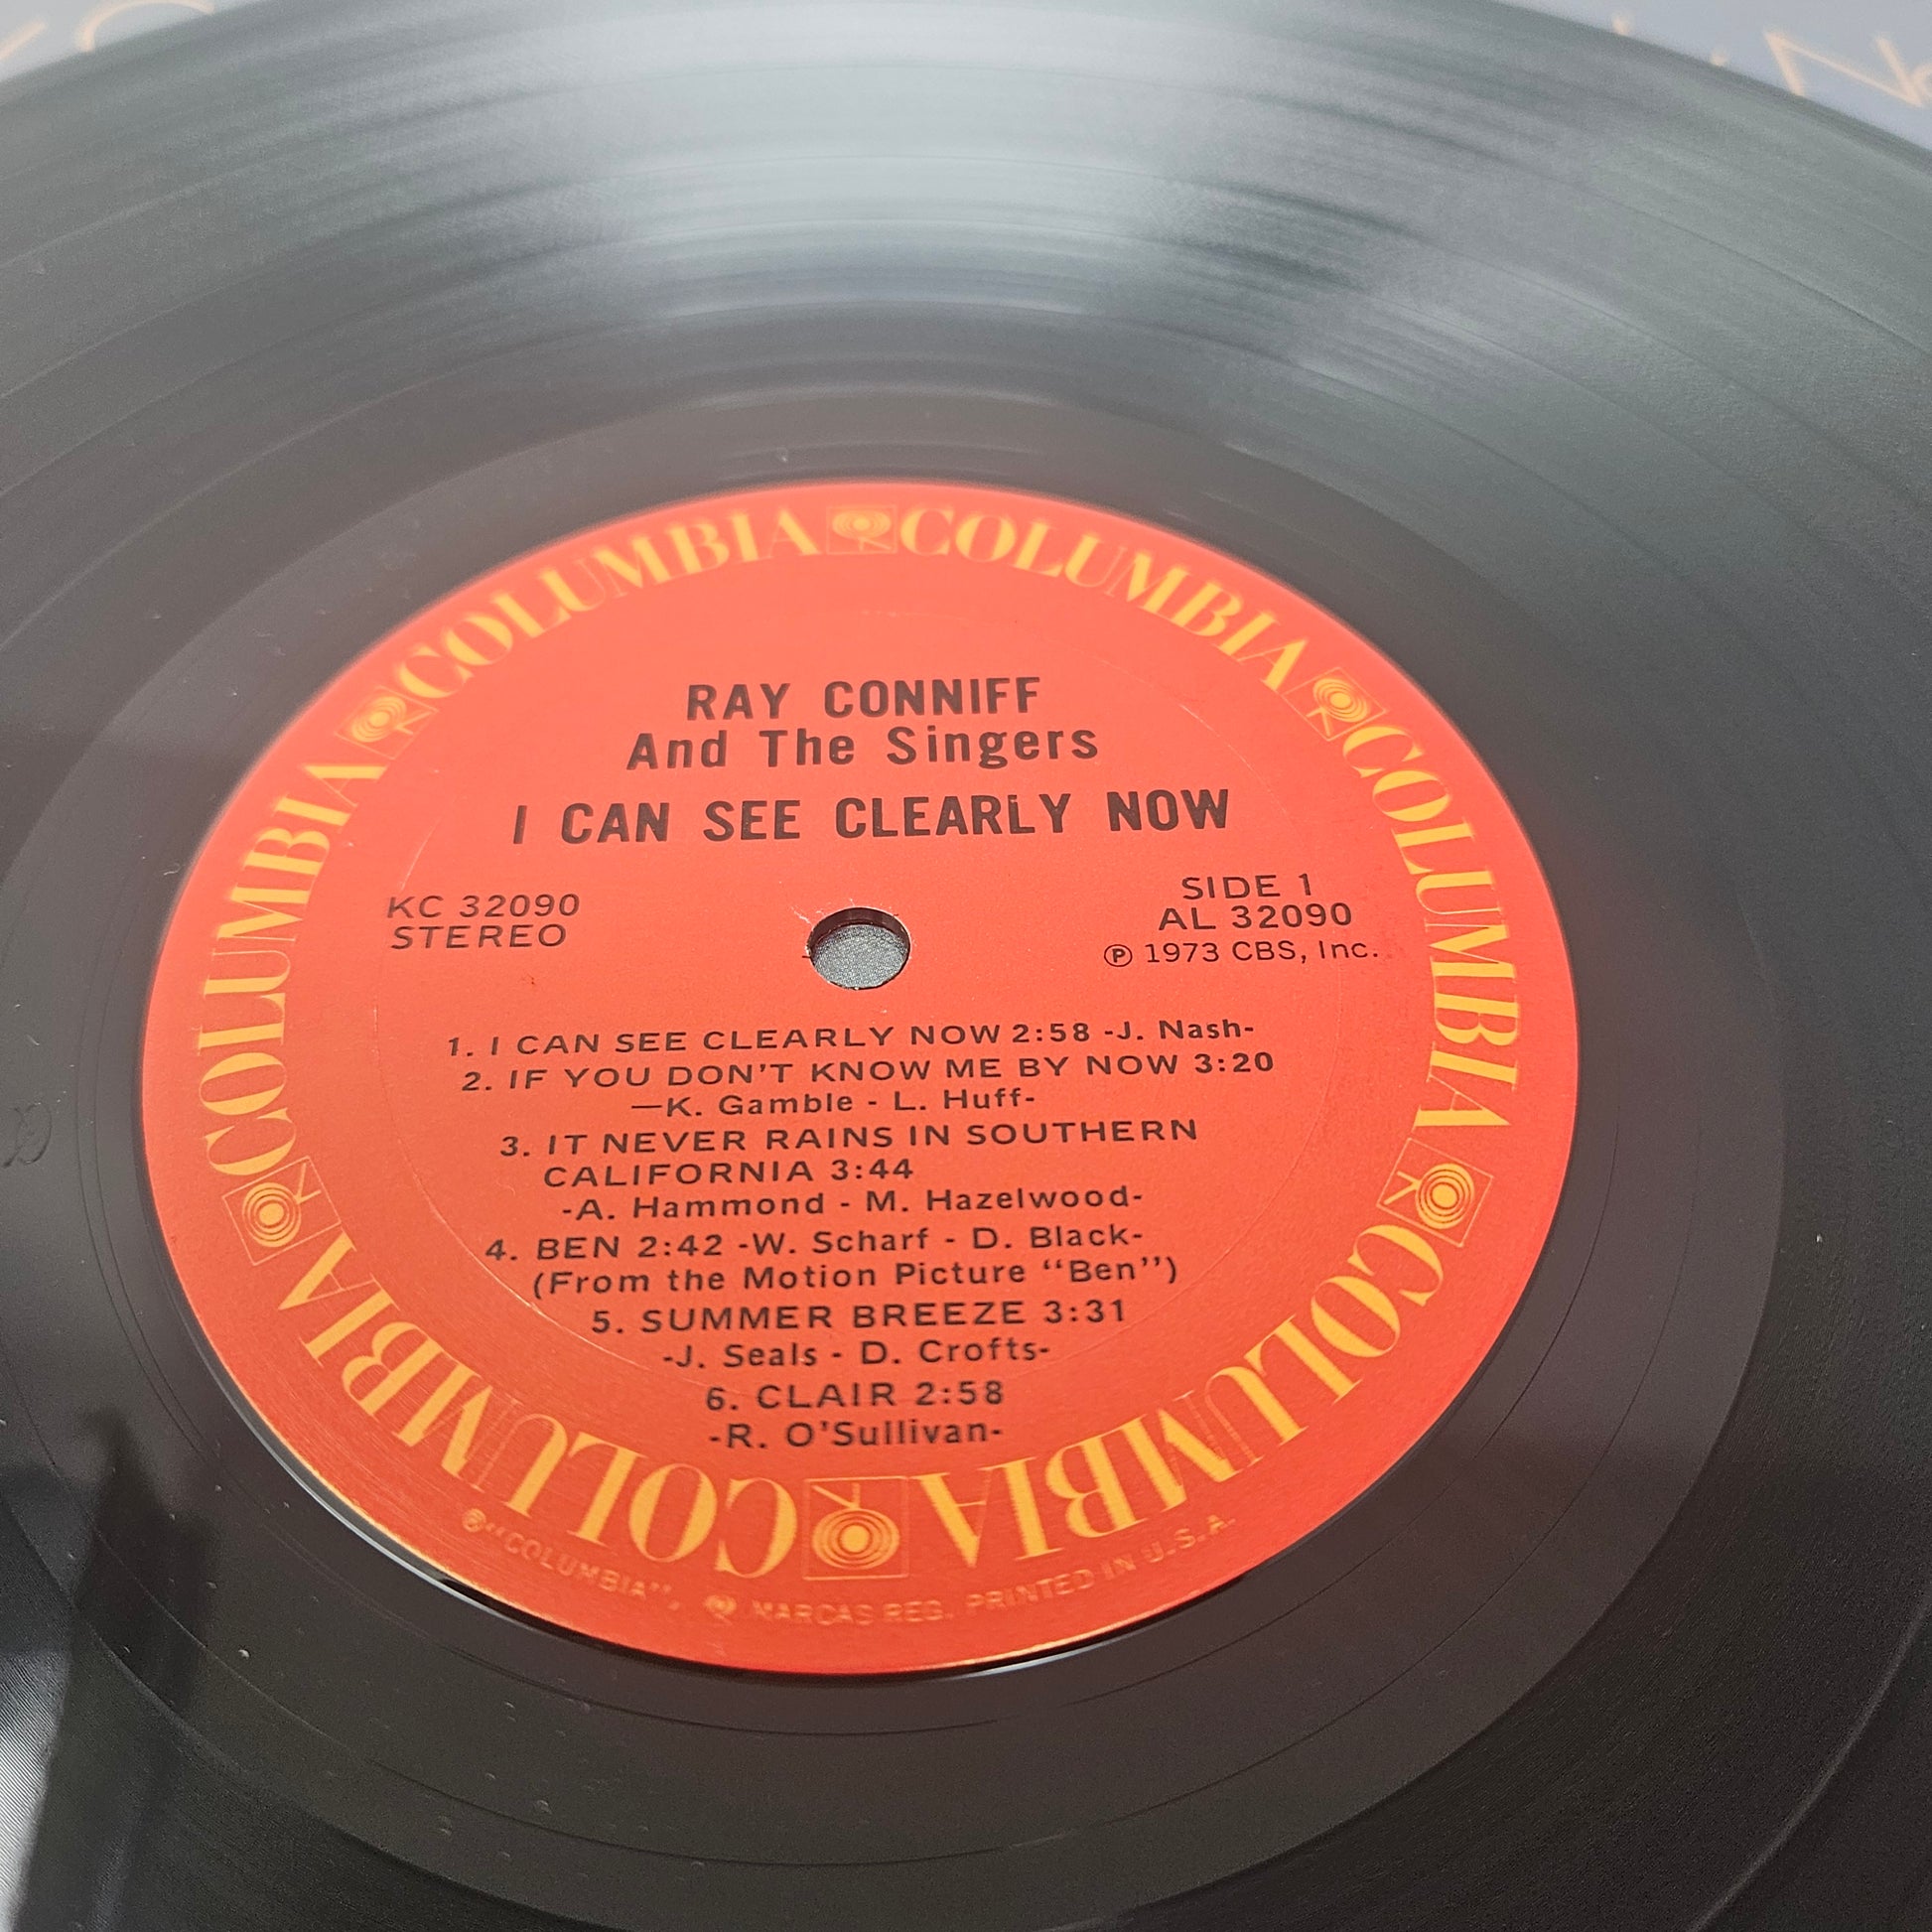 COLUMBIA COLUMBIA COLUMBIA COLUMBIA COLUMBIA COLUMBIA
RAY CONNIFF
And The Singers
I CAN SEE CLEARLY NOW
KC 32090
STEREO
SIDE 1
AL 32090
Ⓟ 1973 CBS, Inc.
1. I CAN SEE CLEARLY NOW 2:58 -J. Nash-
2. IF YOU DON'T KNOW ME BY NOW 3:20
—K. Gamble - L. Huff-
3. IT NEVER RAINS IN SOUTHERN
CALIFORNIA 3:44
-A. Hammond - M. Hazelwood-
4. BEN 2:42 -W. Scharf - D. Black-
(From the Motion Picture "Ben")
5. SUMMER BREEZE 3:31
-J. Seals - D. Crofts-
6. CLAIR 2:58
-R. O'Sullivan-
® "COLUMBIA", MARCAS REG. PRINTED IN U.S.A.